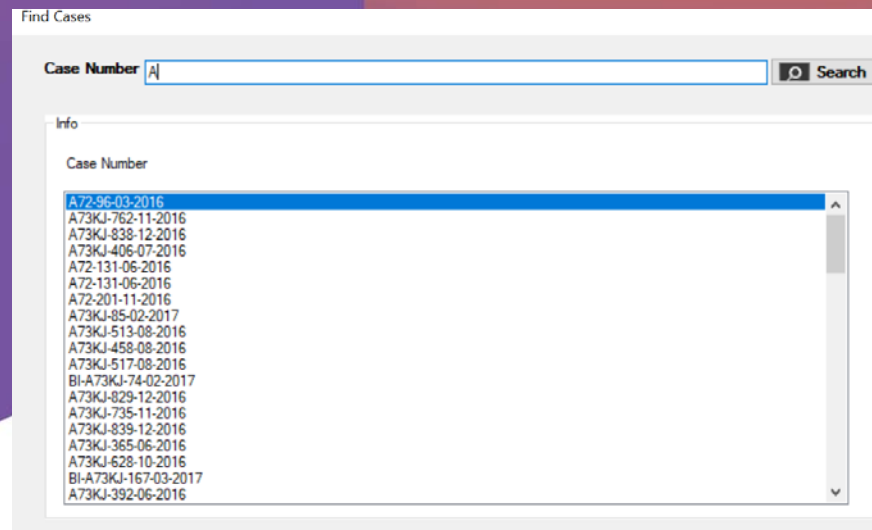 Find Cases
Case Number A Search
Info
Case Number
A72-96-03-2016
A73KJ-762-11-2016
A73KJ-838-12-2016
A73KJ-406-07-2016
A72-131-06-2016
A72-131-06-2016
A72-201-11-2016
A73KJ-85-02-2017
A73KJ-513-08-2016
A73KJ-458-08-2016
A73KJ-517-08-2016
BI-A73KJ-74-02-2017
A73KJ-829-12-2016
A73KJ-735-11-2016
A73KJ-839-12-2016
A73KJ-365-06-2016
A73KJ-628-10-2016
BI-A73KJ-167-03-2017
A73KJ-392-06-2016